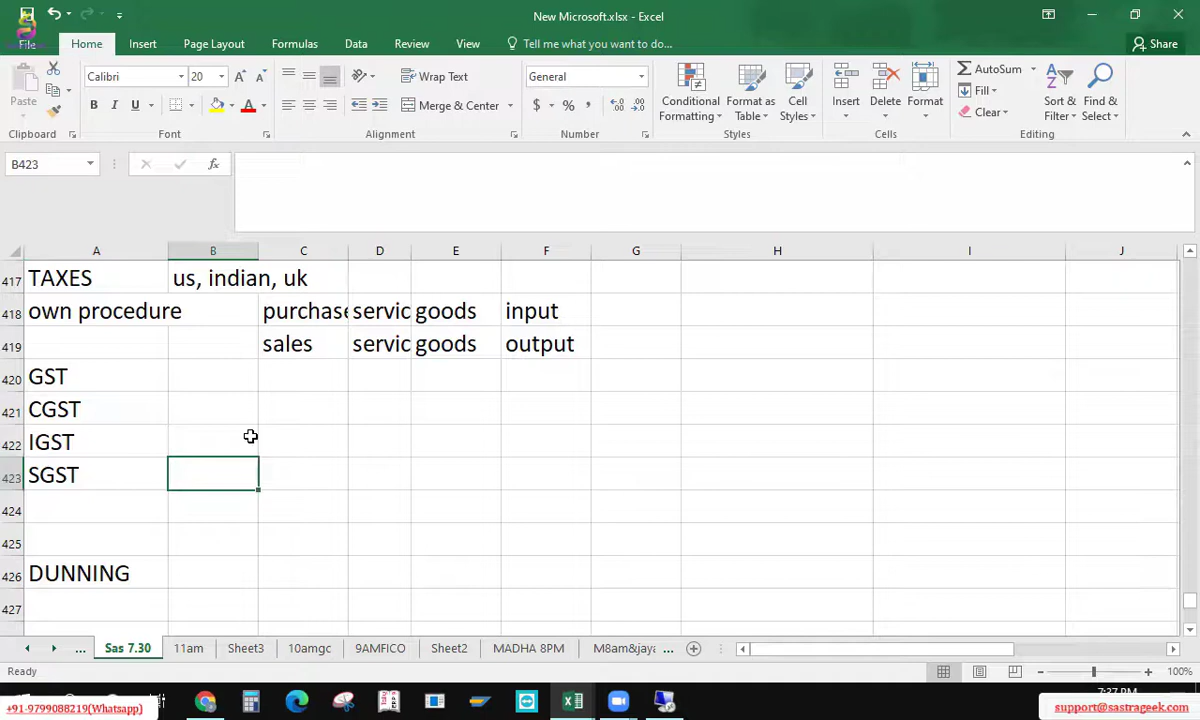 New Microsoft.xlsx - Excel
File Home Insert Page Layout Formulas Data Review View Tell me what you want to do... Share
Paste Calibri 20 Wrap Text General AutoSum
B I U Merge & Center $ % Conditional Formatting Format as Table Cell Styles Insert Delete Format Fill Clear Sort & Filter Find & Select
Clipboard Font Alignment Number Styles Cells Editing
B423 fx
A B C D E F G H I J
417 TAXES us, indian, uk
418 own procedure purchase servic goods input
419 sales servic goods output
420 GST
421 CGST
422 IGST
423 SGST
424
425
426 DUNNING
427
... Sas 7.30 11am Sheet3 10amgc 9AMFICO Sheet2 MADHA 8PM M8am&jaya ...
Ready 100%
7:37 PM
+91-9799088219(Whatsapp) support@sastrageek.com